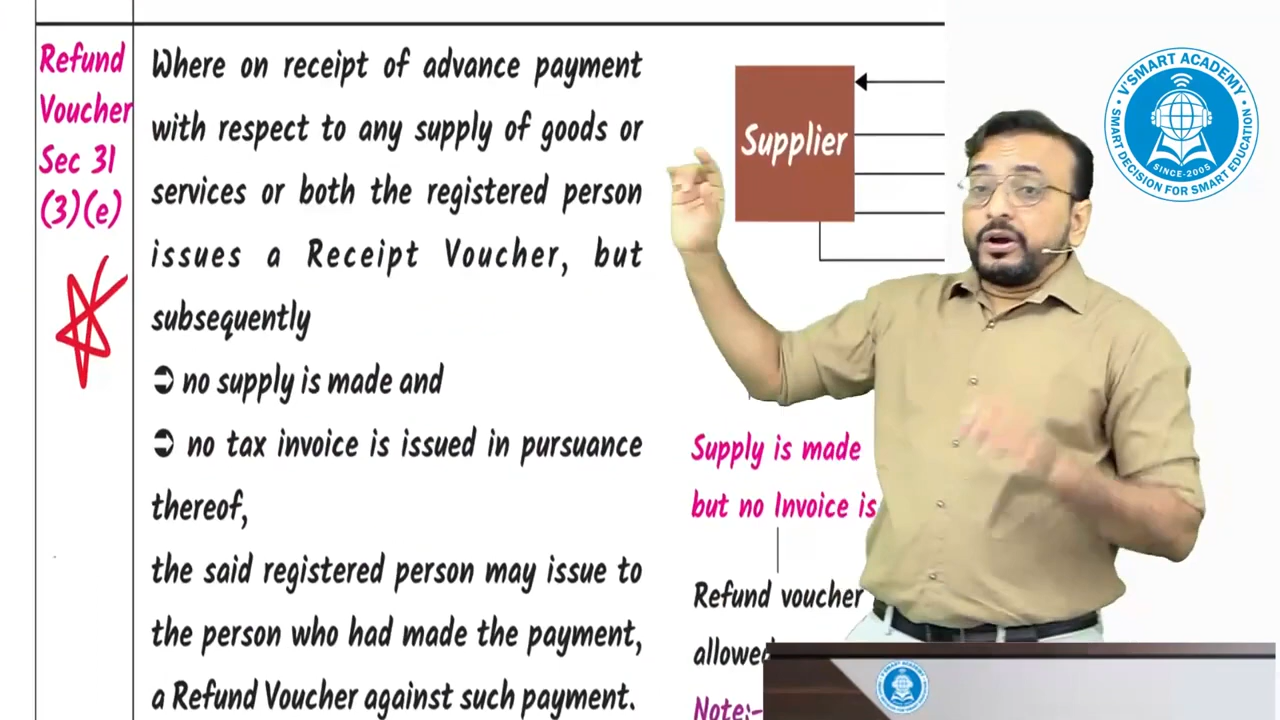 Refund
Voucher
Sec 31
(3)(e)
Where on receipt of advance payment
with respect to any supply of goods or
services or both the registered person
issues a Receipt Voucher, but
subsequently
➲ no supply is made and
➲ no tax invoice is issued in pursuance
thereof,
the said registered person may issue to
the person who had made the payment,
a Refund Voucher against such payment.
Supplier
Supply is made
but no Invoice is
Refund voucher
allowed
Note:-
V'SMART ACADEMY
SINCE-2005
SMART DECISION FOR SMART EDUCATION